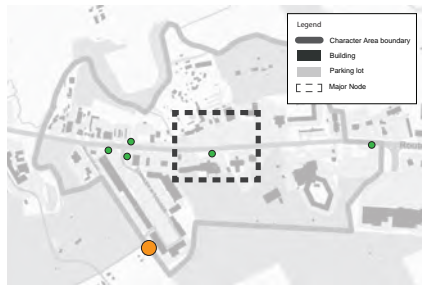 Legend
Character Area boundary
Building
Parking lot
Major Node